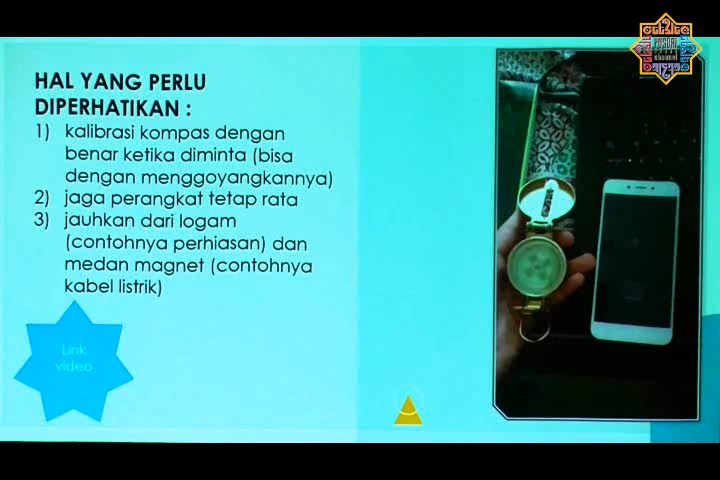 HAL YANG PERLU
DIPERHATIKAN :
1) kalibrasi kompas dengan
benar ketika diminta (bisa
dengan menggoyangkannya)
2) jaga perangkat tetap rata
3) jauhkan dari logam
(contohnya perhiasan) dan
medan magnet (contohnya
kabel listrik)
Link
video